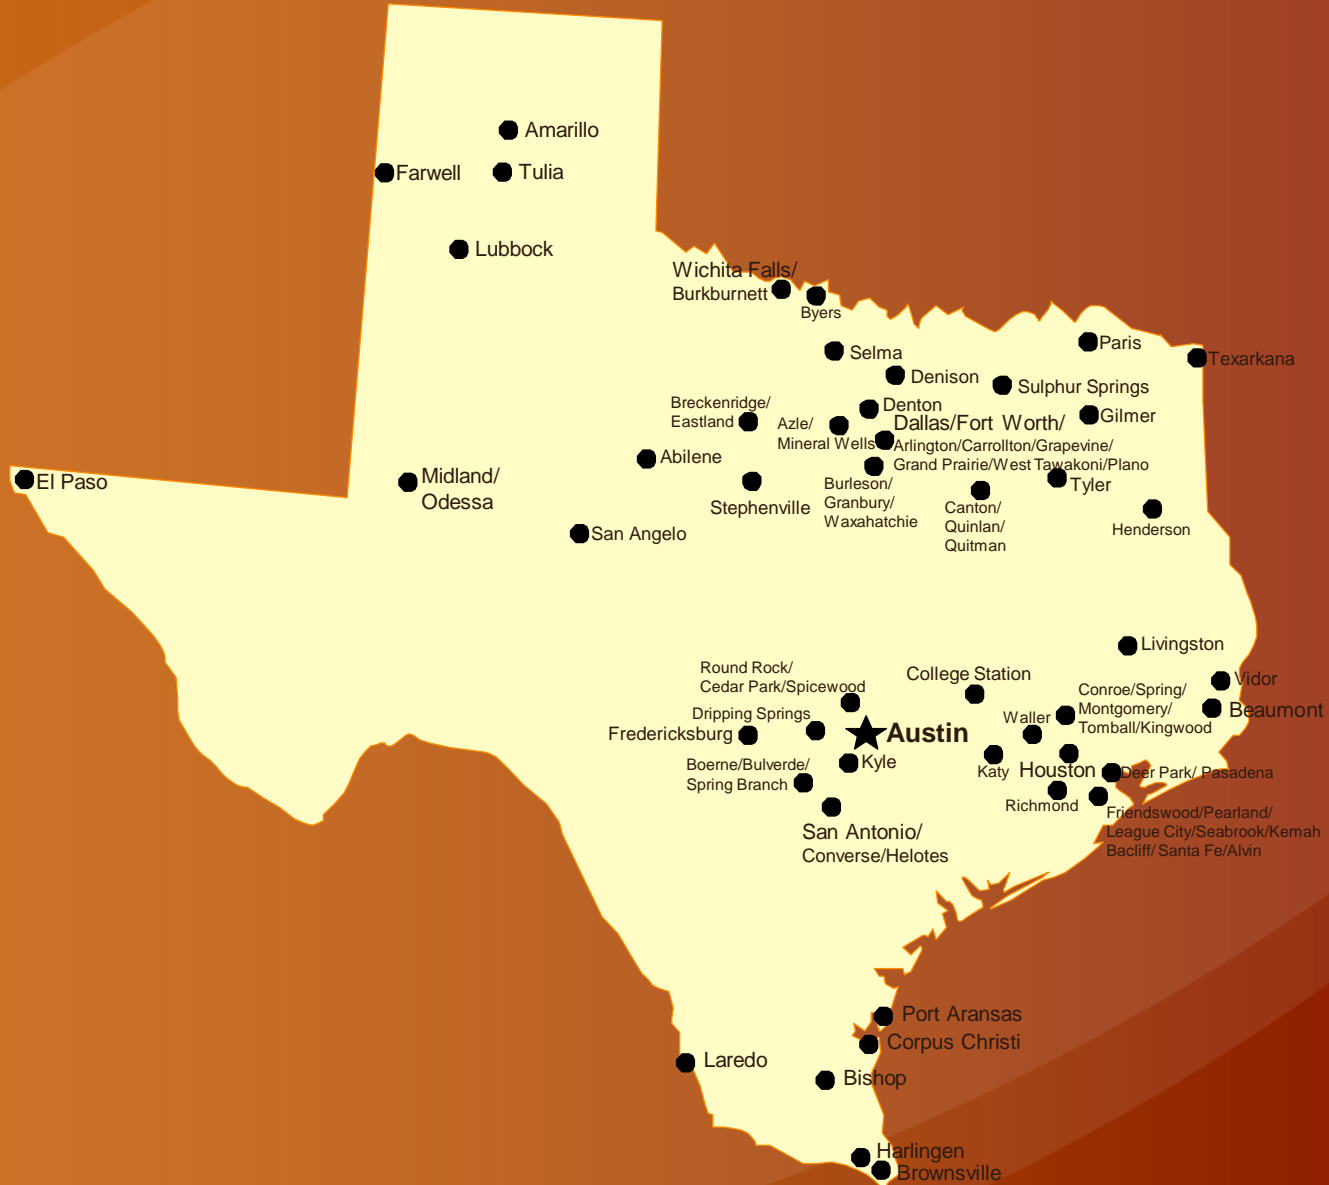 Amarillo
Farwell
Tulia
Lubbock
Wichita Falls/
Burkburnett
Byers
Selma
Paris
Texarkana
Denison
Sulphur Springs
Breckenridge/
Eastland
Denton
Gilmer
Azle/
Mineral Wells
Dallas/Fort Worth/
Arlington/Carrollton/Grapevine/
Grand Prairie/West Tawakoni/Plano
Abilene
El Paso
Midland/
Odessa
Tyler
Burleson/
Granbury/
Waxahatchie
Stephenville
Canton/
Quinlan/
Quitman
Henderson
San Angelo
Livingston
Round Rock/
Cedar Park/Spicewood
College Station
Vidor
Conroe/Spring/
Montgomery/
Tomball/Kingwood
Beaumont
Dripping Springs
Waller
Fredericksburg
Austin
Boerne/Bulverde/
Spring Branch
Kyle
Katy
Houston
Deer Park/ Pasadena
Richmond
Friendswood/Pearland/
League City/Seabrook/Kemah
Bacliff/Santa Fe/Alvin
San Antonio/
Converse/Helotes
Port Aransas
Corpus Christi
Laredo
Bishop
Harlingen
Brownsville